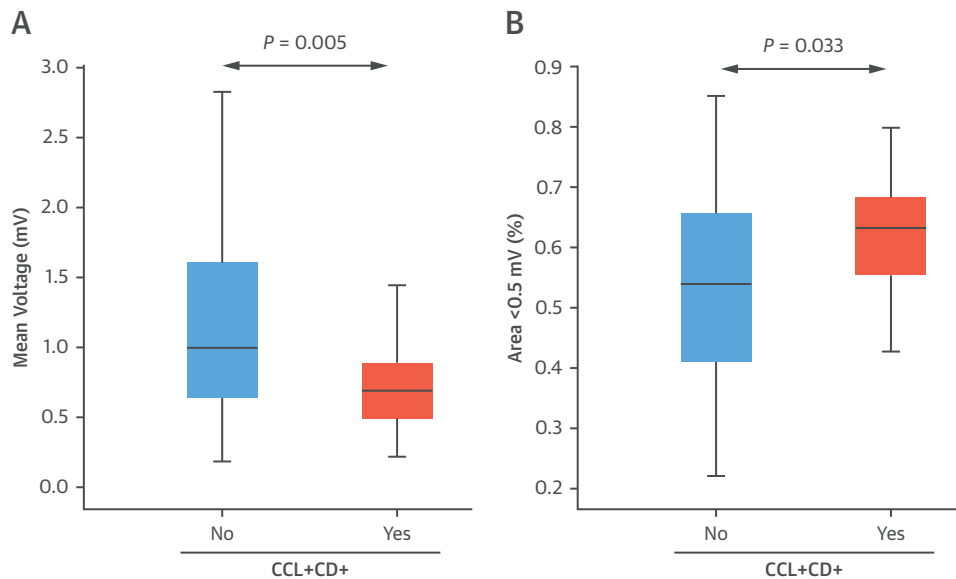 A
P = 0.005
3.0
2.5
2.0
1.5
1.0
0.5
0.0
Mean Voltage (mV)
No
Yes
CCL+CD+
B
P = 0.033
0.9
0.8
0.7
0.6
0.5
0.4
0.3
0.2
Area <0.5 mV (%)
No
Yes
CCL+CD+